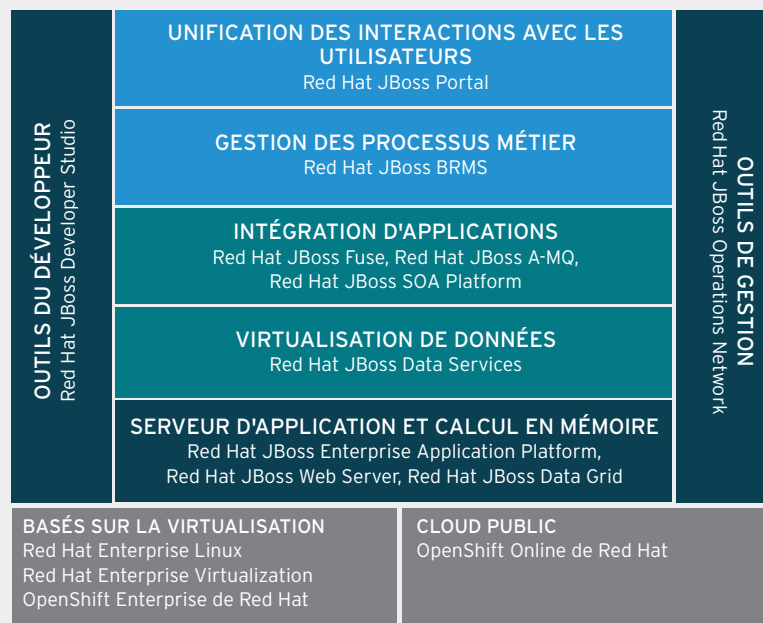 UNIFICATION DES INTERACTIONS AVEC LES
UTILISATEURS
Red Hat JBoss Portal
OUTILS DU DÉVELOPPEUR
Red Hat JBoss Developer Studio
GESTION DES PROCESSUS MÉTIER
Red Hat JBoss BRMS
INTÉGRATION D'APPLICATIONS
Red Hat JBoss Fuse, Red Hat JBoss A-MQ,
Red Hat JBoss SOA Platform
VIRTUALISATION DE DONNÉES
Red Hat JBoss Data Services
SERVEUR D'APPLICATION ET CALCUL EN MÉMOIRE
Red Hat JBoss Enterprise Application Platform,
Red Hat JBoss Web Server, Red Hat JBoss Data Grid
OUTILS DE GESTION
Red Hat JBoss Operations Network
BASÉS SUR LA VIRTUALISATION
Red Hat Enterprise Linux
Red Hat Enterprise Virtualization
OpenShift Enterprise de Red Hat
CLOUD PUBLIC
OpenShift Online de Red Hat